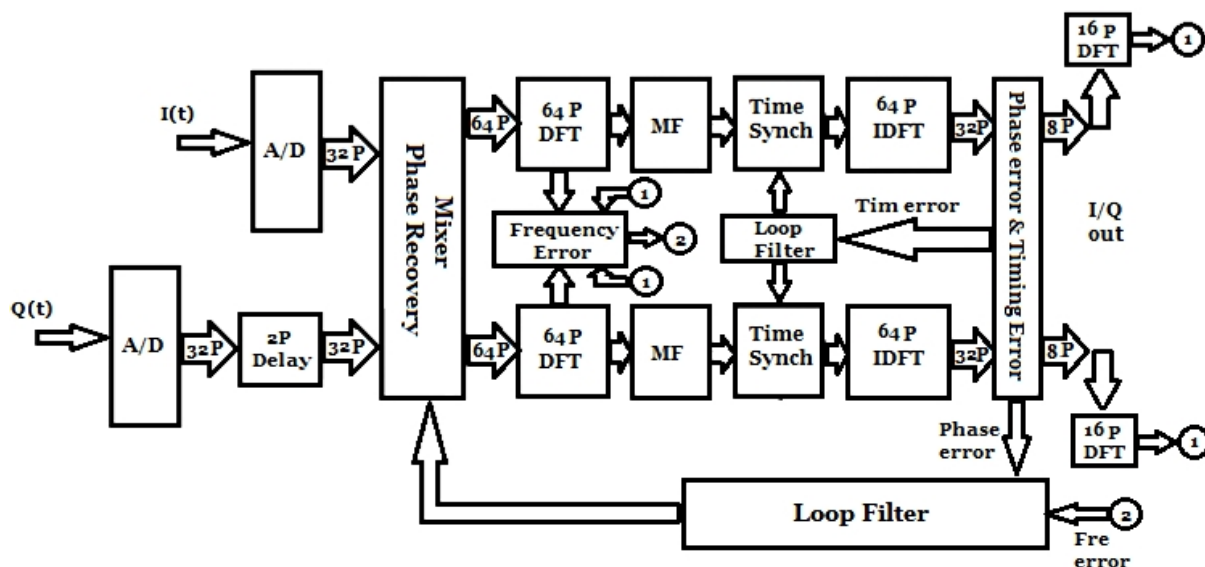 16 P
DFT
1
I(t)
A/D
32 P
Mixer
Phase Recovery
64 P
64 P
DFT
MF
Time
Synch
64 P
IDFT
32P
Phase error & Timing Error
8 P
1
Frequency
Error
2
1
Loop
Filter
Tim error
I/Q
out
Q(t)
A/D
32 P
2P
Delay
32 P
64 P
64 P
DFT
MF
Time
Synch
64 P
IDFT
32P
8 P
Phase
error
16 P
DFT
1
Loop Filter
2
Fre
error